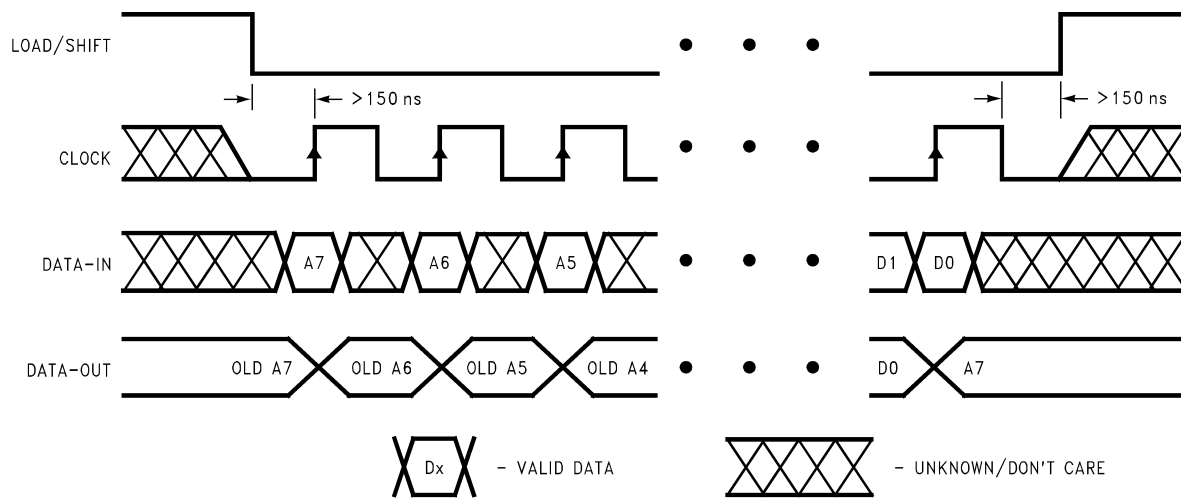 LOAD/SHIFT
>150 ns >150 ns
CLOCK
DATA-IN A7 A6 A5 D1 D0
DATA-OUT OLD A7 OLD A6 OLD A5 OLD A4 D0 A7
Dx - VALID DATA - UNKNOWN/DON'T CARE